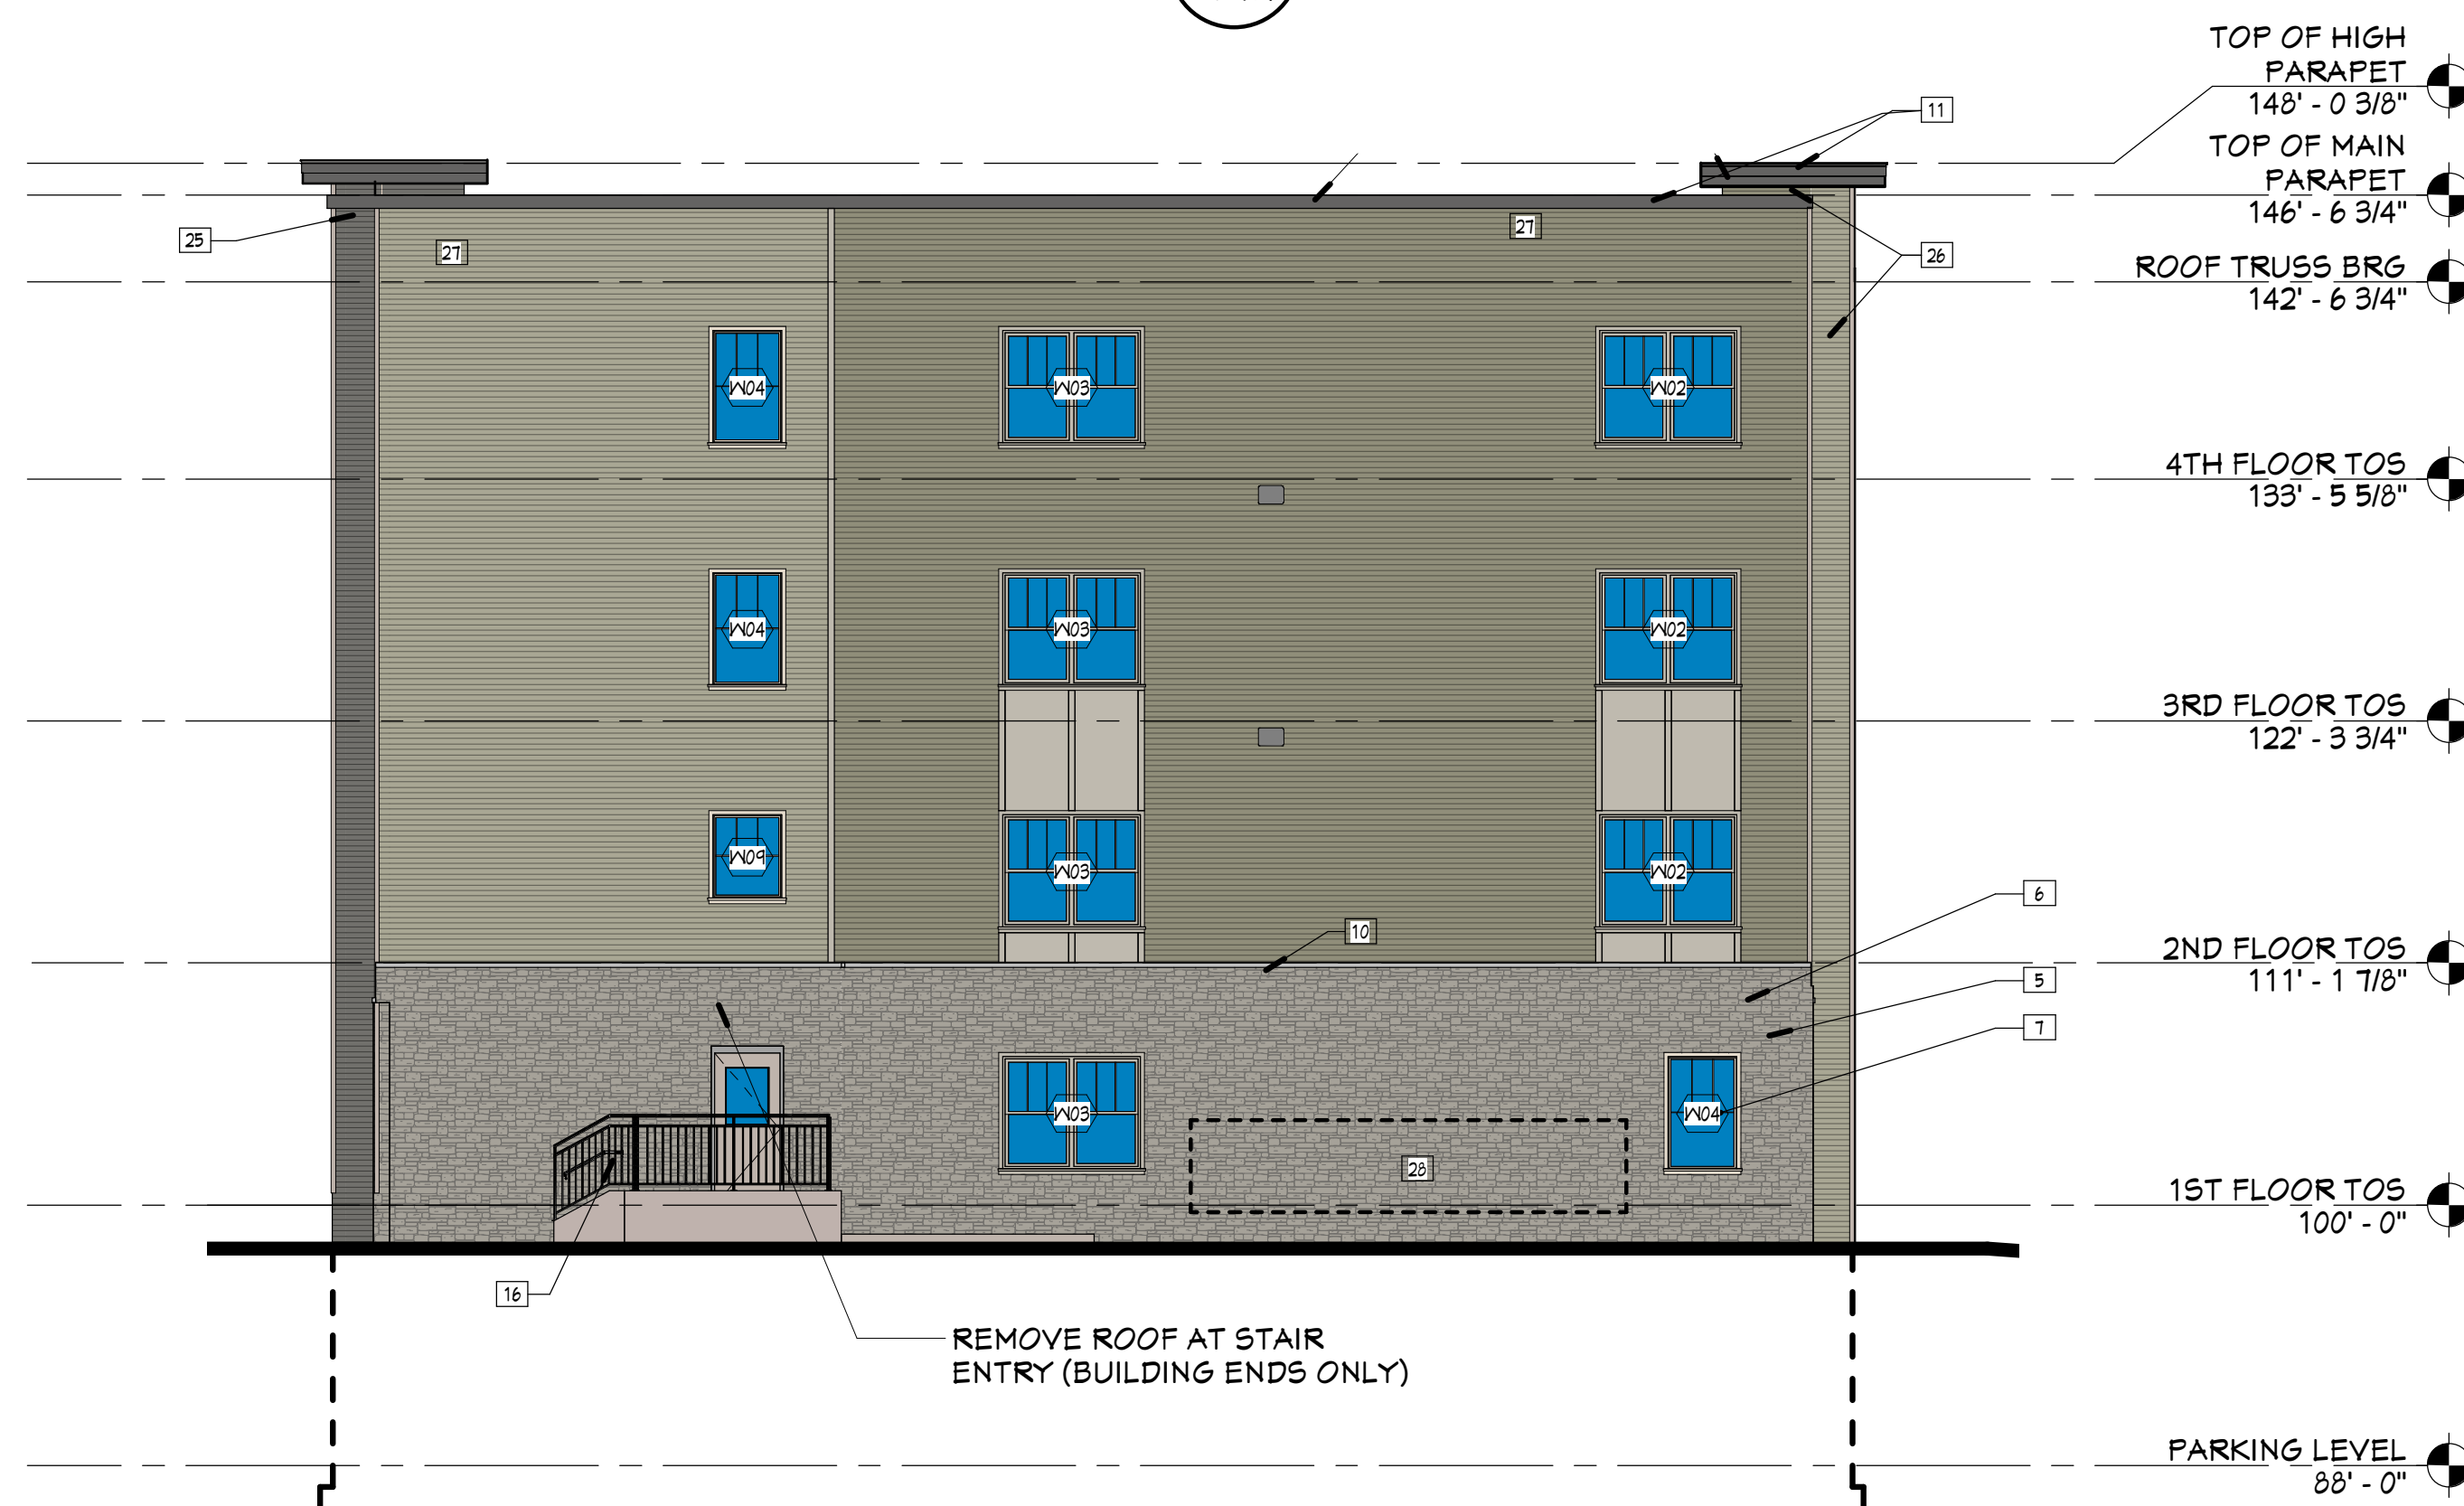 TOP OF HIGH
PARAPET
148' - 0 3/8"
11
TOP OF MAIN
PARAPET
146' - 6 3/4"
25
27
27
26
ROOF TRUSS BRG
142' - 6 3/4"
W04
W03
W02
4TH FLOOR TOS
133' - 5 5/8"
W04
W03
W02
3RD FLOOR TOS
122' - 3 3/4"
W09
W03
W02
6
10
2ND FLOOR TOS
111' - 1 7/8"
5
7
W03
W04
28
1ST FLOOR TOS
100' - 0"
16
REMOVE ROOF AT STAIR
ENTRY (BUILDING ENDS ONLY)
PARKING LEVEL
88' - 0"